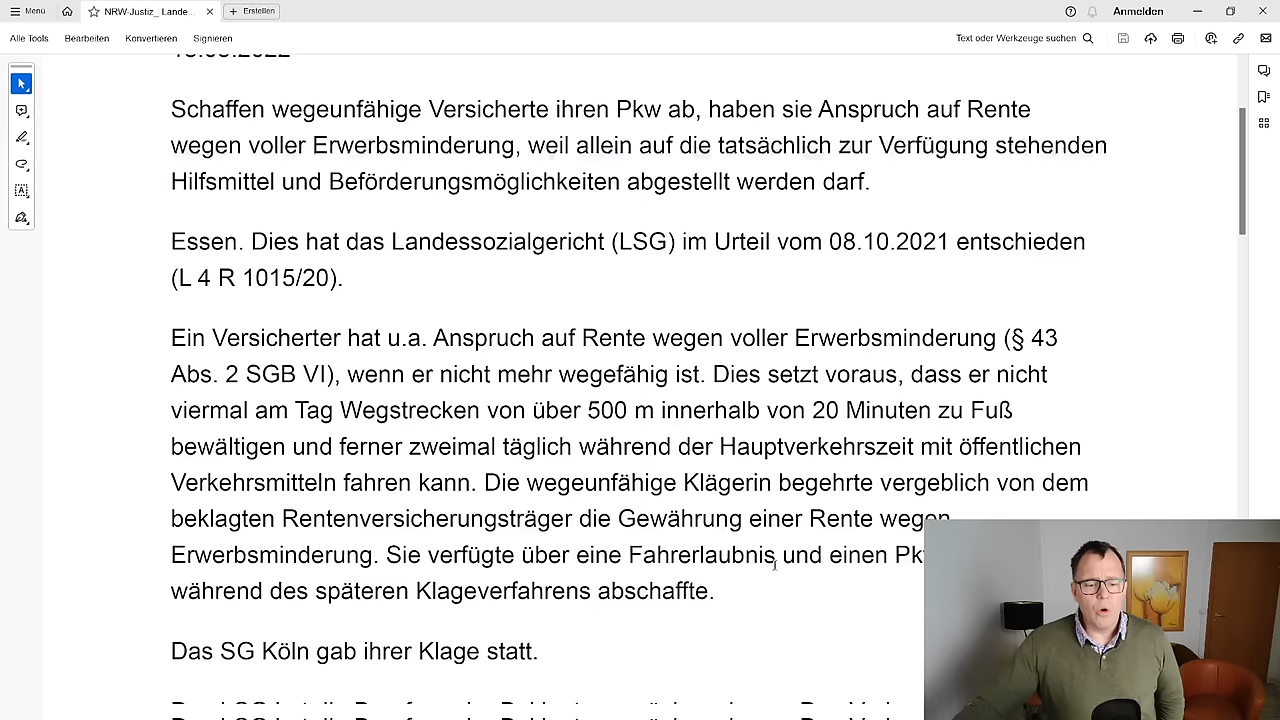 Menü
NRW-Justiz_ Lande...
Erstellen
Anmelden
Alle Tools
Bearbeiten
Konvertieren
Signieren
Text oder Werkzeuge suchen
Schaffen wegeunfähige Versicherte ihren Pkw ab, haben sie Anspruch auf Rente
wegen voller Erwerbsminderung, weil allein auf die tatsächlich zur Verfügung stehenden
Hilfsmittel und Beförderungsmöglichkeiten abgestellt werden darf.
Essen. Dies hat das Landessozialgericht (LSG) im Urteil vom 08.10.2021 entschieden
(L 4 R 1015/20).
Ein Versicherter hat u.a. Anspruch auf Rente wegen voller Erwerbsminderung (§ 43
Abs. 2 SGB VI), wenn er nicht mehr wegefähig ist. Dies setzt voraus, dass er nicht
viermal am Tag Wegstrecken von über 500 m innerhalb von 20 Minuten zu Fuß
bewältigen und ferner zweimal täglich während der Hauptverkehrszeit mit öffentlichen
Verkehrsmitteln fahren kann. Die wegeunfähige Klägerin begehrte vergeblich von dem
beklagten Rentenversicherungsträger die Gewährung einer Rente wegen
Erwerbsminderung. Sie verfügte über eine Fahrerlaubnis und einen
während des späteren Klageverfahrens abschaffte.
Das SG Köln gab ihrer Klage statt.